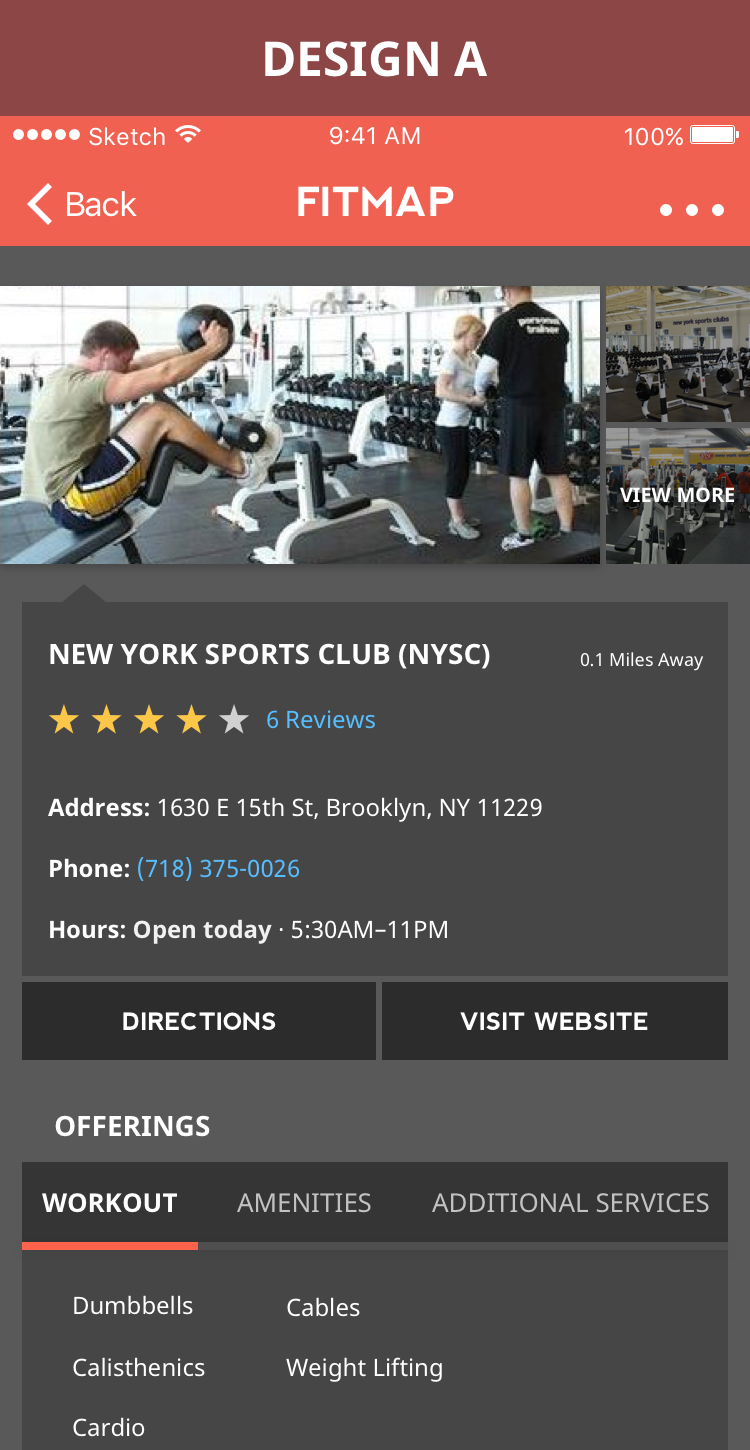 DESIGN A
Sketch 9:41 AM 100%
Back FITMAP
personal
trainer
new york sports clubs
VIEW MORE
NEW YORK SPORTS CLUB (NYSC) 0.1 Miles Away
6 Reviews
Address: 1630 E 15th St, Brooklyn, NY 11229
Phone: (718) 375-0026
Hours: Open today · 5:30AM–11PM
DIRECTIONS VISIT WEBSITE
OFFERINGS
WORKOUT AMENITIES ADDITIONAL SERVICES
Dumbbells Cables
Calisthenics Weight Lifting
Cardio